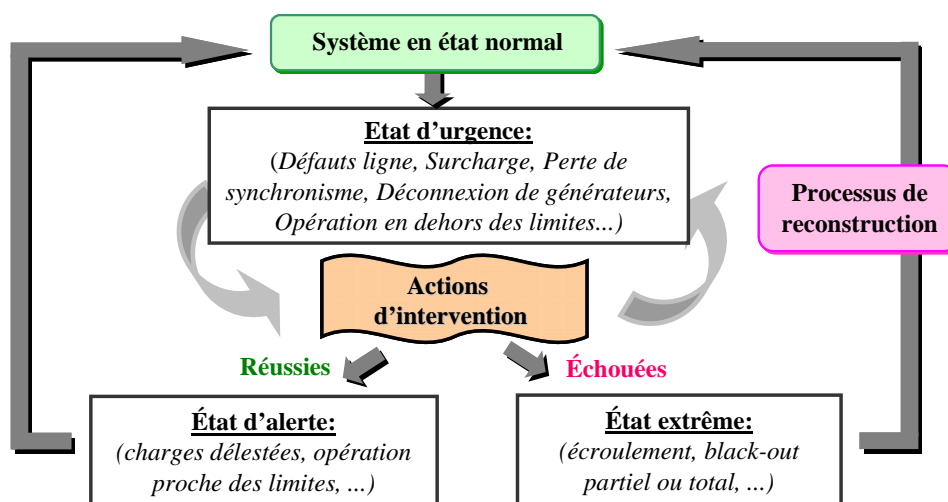 Système en état normal
Etat d’urgence:
(Défauts ligne, Surcharge, Perte de
synchronisme, Déconnexion de générateurs,
Opération en dehors des limites...)
Processus de
reconstruction
Actions
d’intervention
Réussies
Échouées
État d’alerte:
(charges délestées, opération
proche des limites, ...)
État extrême:
(écroulement, black-out
partiel ou total, ...)